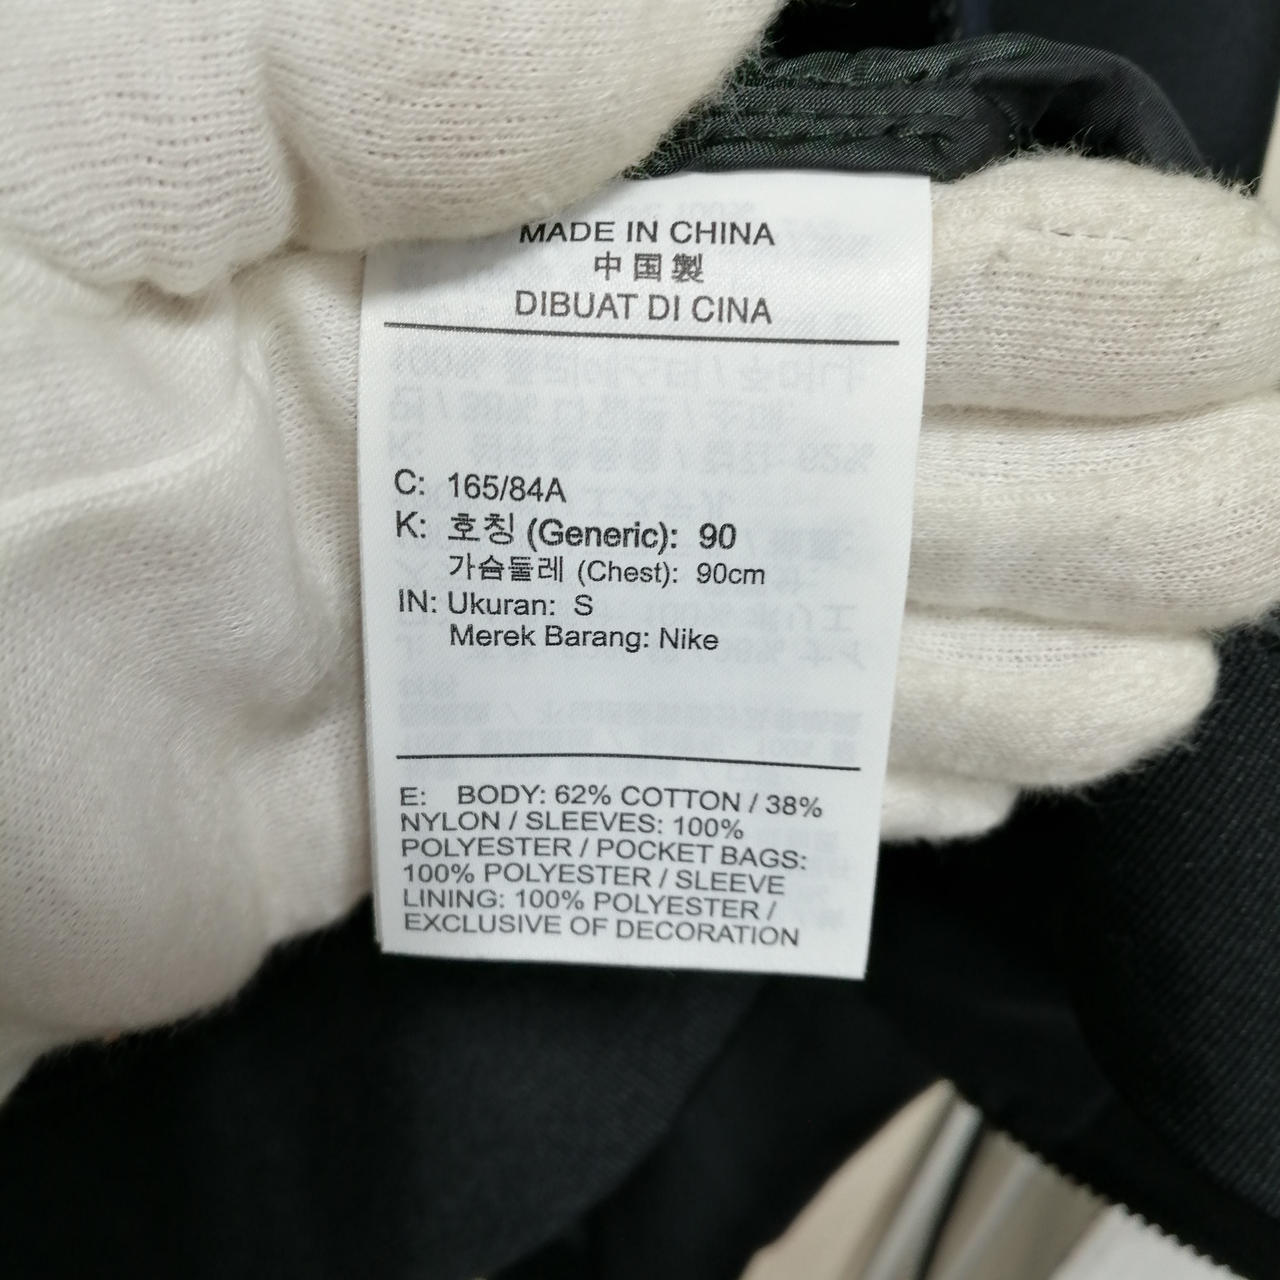 MADE IN CHINA
中国製
DIBUAT DI CINA
C: 165/84A
K: 호칭 (Generic): 90
가슴둘레 (Chest): 90cm
IN: Ukuran: S
Merek Barang: Nike
E: BODY: 62% COTTON / 38%
NYLON / SLEEVES: 100%
POLYESTER / POCKET BAGS:
100% POLYESTER / SLEEVE
LINING: 100% POLYESTER /
EXCLUSIVE OF DECORATION